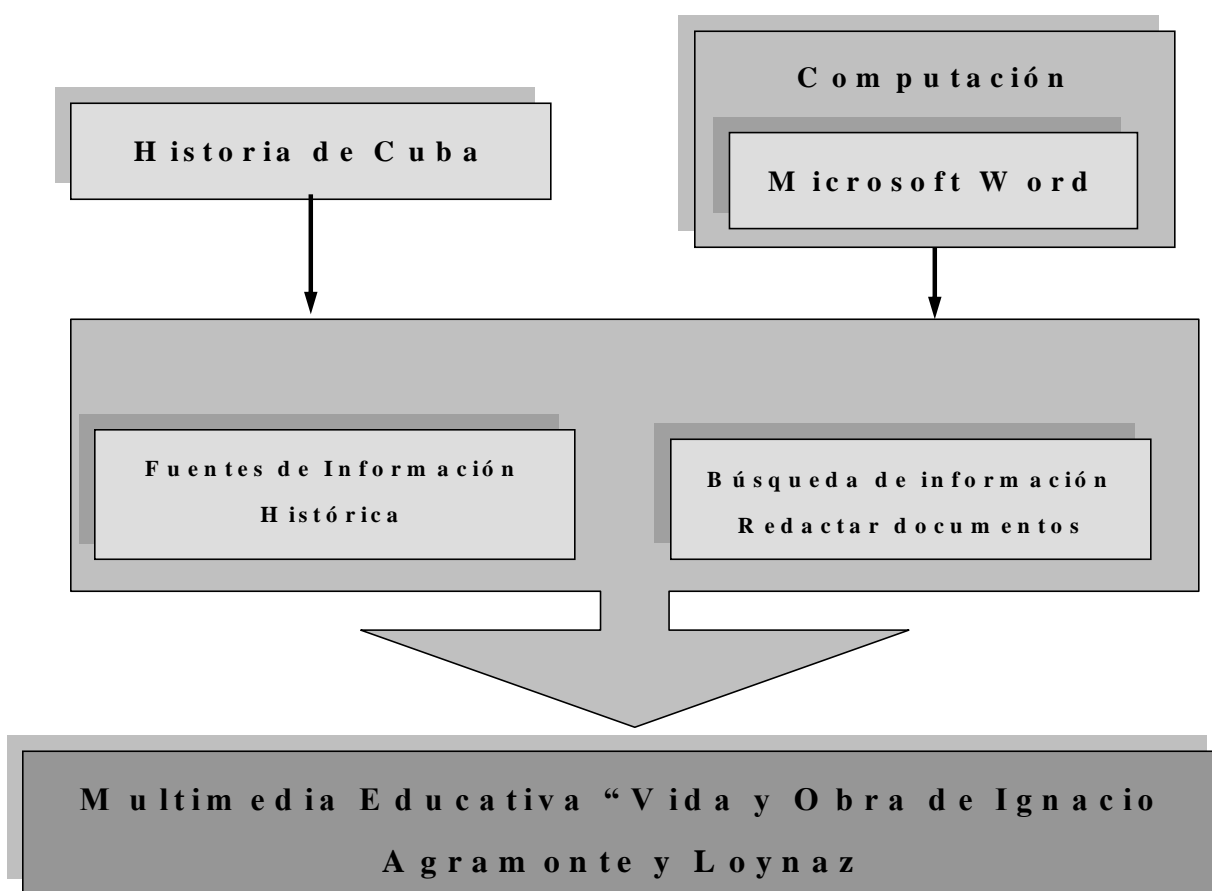 Computación
Historia de Cuba
Microsoft Word
Fuentes de Información
Histórica
Búsqueda de información
Redactar documentos
Multimedia Educativa “Vida y Obra de Ignacio
Agramonte y Loynaz